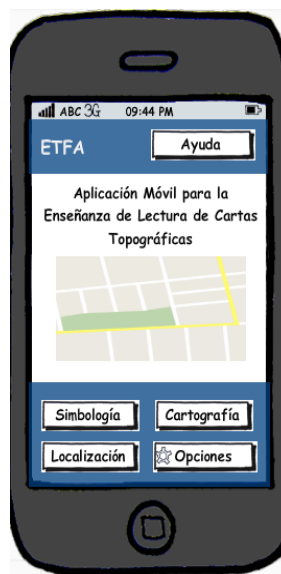 ABC 3G 09:44 PM
ETFA Ayuda
Aplicación Móvil para la
Enseñanza de Lectura de Cartas
Topográficas
Simbología Cartografía
Localización Opciones